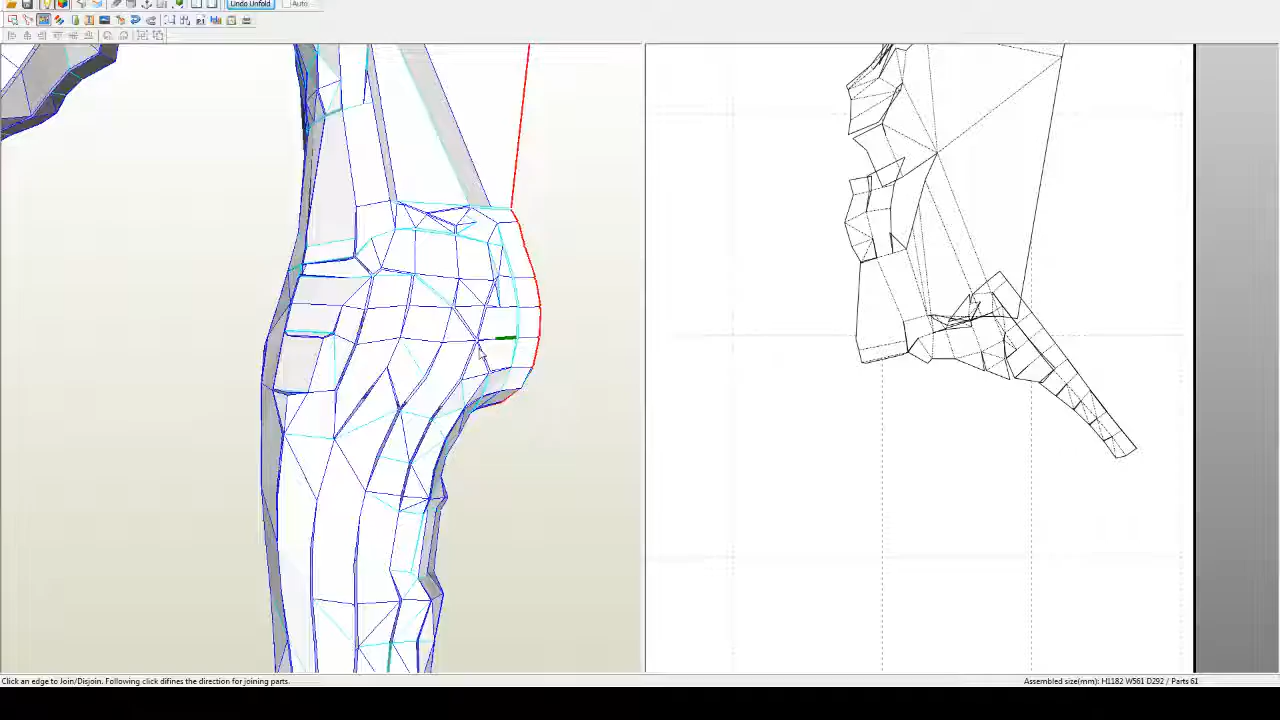 Undo Unfold Auto
Click an edge to Join/Disjoin. Following click difines the direction for joining parts. Assembled size(mm): H1182 W561 D292 / Parts 61